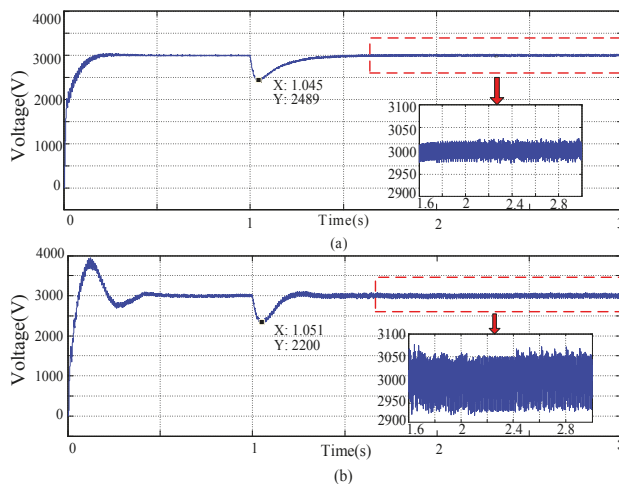 (a)
4000
3000
2000
1000
0
Voltage(V)
X: 1.045
Y: 2489
3100
3050
3000
2950
2900
1.6 2 2.4 2.8
0 1 2 3
Time(s)
(a)
4000
3000
2000
1000
0
Voltage(V)
X: 1.051
Y: 2200
3100
3050
3000
2950
2900
1.6 2 2.4 2.8
0 1 2 3
Time(s)
(b)